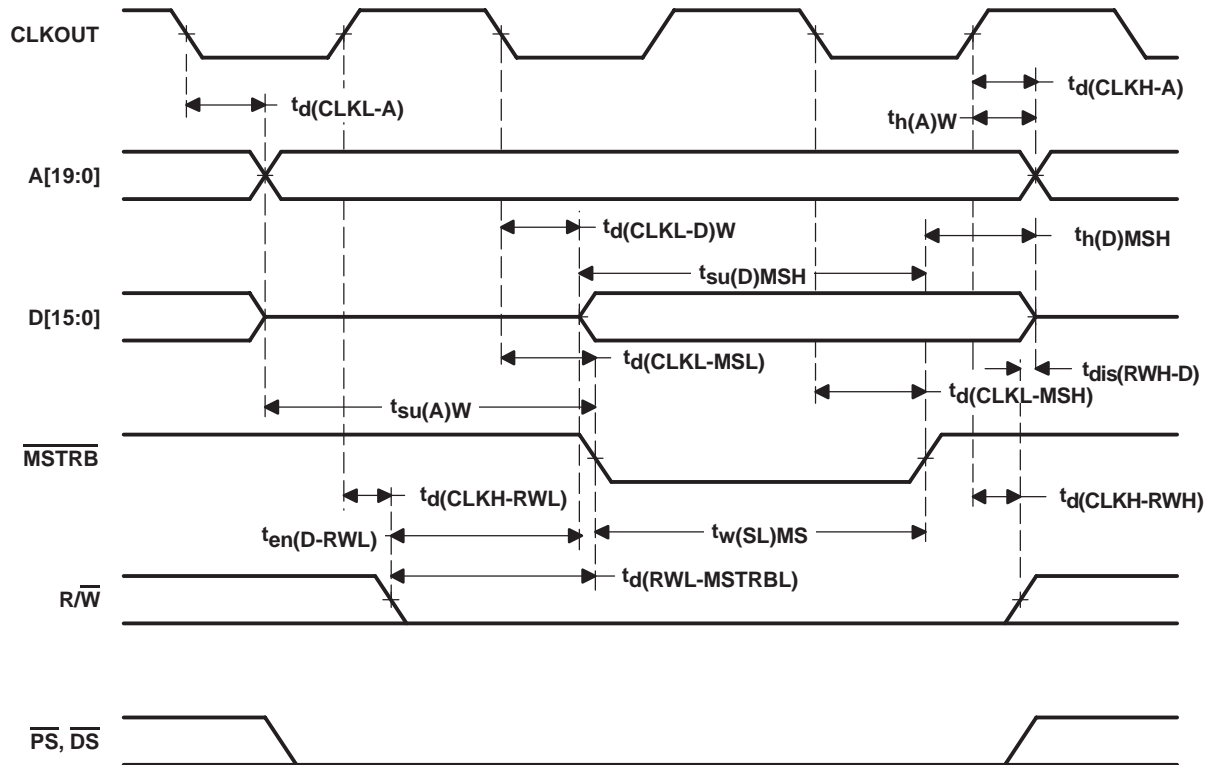 CLKOUT
td(CLKL-A)
td(CLKH-A)
th(A)W
A[19:0]
td(CLKL-D)W
th(D)MSH
tsu(D)MSH
D[15:0]
td(CLKL-MSL)
tdis(RWH-D)
td(CLKL-MSH)
tsu(A)W
MSTRB
td(CLKH-RWL)
td(CLKH-RWH)
ten(D-RWL)
tw(SL)MS
td(RWL-MSTRBL)
R/W
PS, DS